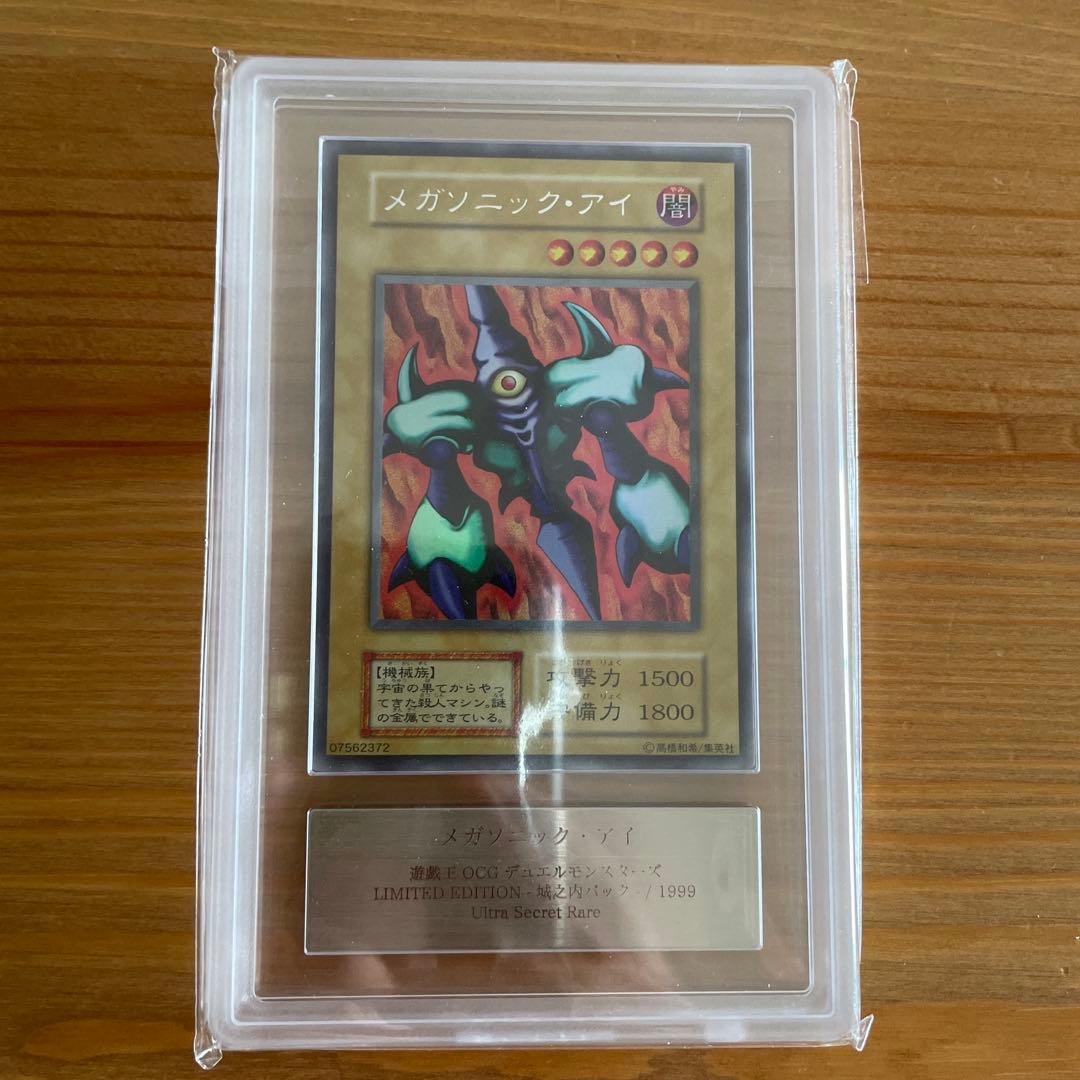 メガソニック・アイ
やみ
闇
【機械族】
宇宙の果てからやっ
てきた殺人マシン。謎
の金属でできている。
攻撃力 1500
守備力 1800
07562372
©高橋和希/集英社
メガソニック・アイ
遊戯王 OCG デュエルモンスターズ
LIMITED EDITION - 城之内パック - / 1999
Ultra Secret Rare